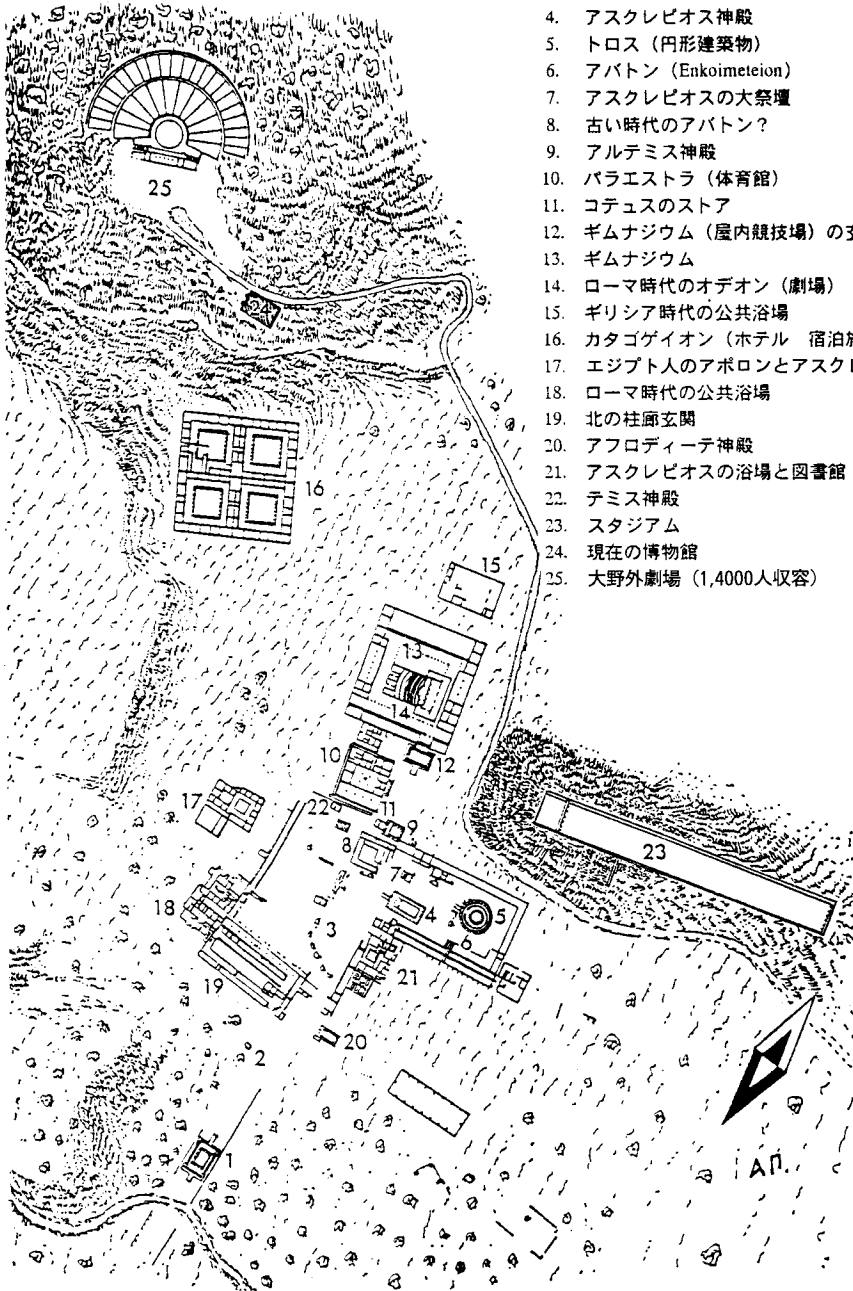 4. アスクレピオス神殿
5. トロス（円形建築物）
6. アバトン（Enkoimeteion）
7. アスクレピオスの大祭壇
8. 古い時代のアバトン？
9. アルテミス神殿
10. パラエストラ（体育館）
11. コテュスのストア
12. ギムナジウム（屋内競技場）の
13. ギムナジウム
14. ローマ時代のオデオン（劇場）
15. ギリシア時代の公共浴場
16. カタゴゲイオン（ホテル　宿泊
17. エジプト人のアポロンとアスク
18. ローマ時代の公共浴場
19. 北の柱廊玄関
20. アフロディーテ神殿
21. アスクレピオスの浴場と図書館
22. テミス神殿
23. スタジアム
24. 現在の博物館
25. 大野外劇場（1,4000人収容）
25
24
16
15
13
14
10
12
17
22
11
9
8
23
7
18
4
5
3
6
21
19
20
2
1
ΑΠ.